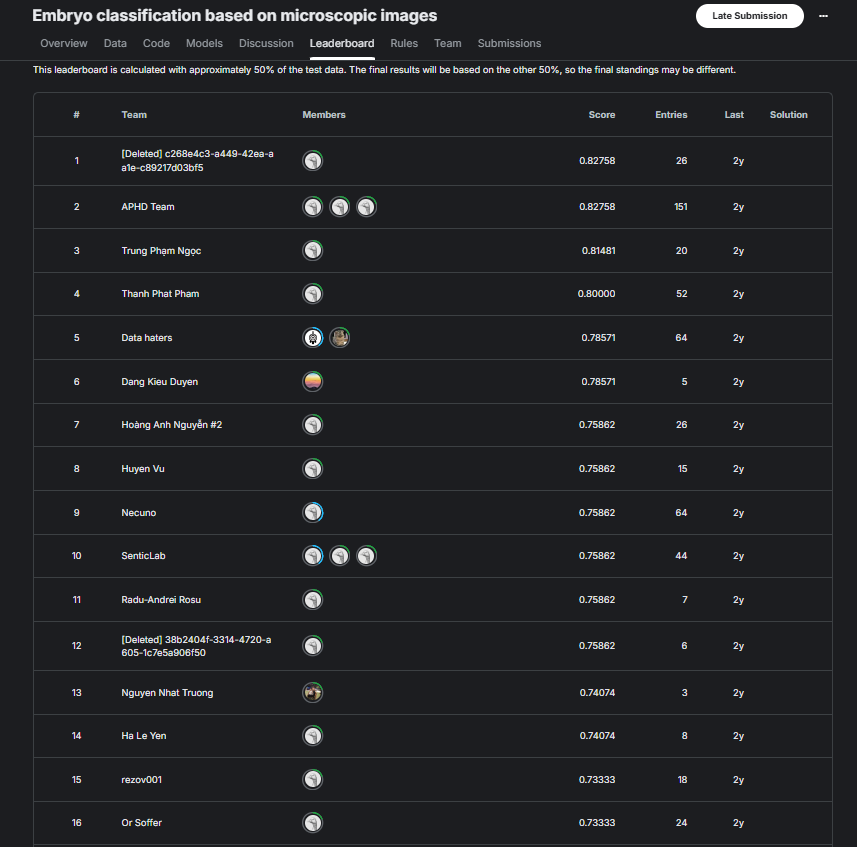 Embryo classification based on microscopic images
Late Submission
Overview Data Code Models Discussion Leaderboard Rules Team Submissions
This leaderboard is calculated with approximately 50% of the test data. The final results will be based on the other 50%, so the final standings may be different.
# Team Members Score Entries Last Solution
1 [Deleted] c268e4c3-a449-42ea-a
a1e-c89217d03bf5 0.82758 26 2y
2 APHD Team 0.82758 151 2y
3 Trung Phạm Ngọc 0.81481 20 2y
4 Thanh Phat Pham 0.80000 52 2y
5 Data haters 0.78571 64 2y
6 Dang Kieu Duyen 0.78571 5 2y
7 Hoàng Anh Nguyễn #2 0.75862 26 2y
8 Huyen Vu 0.75862 15 2y
9 Necuno 0.75862 64 2y
10 SenticLab 0.75862 44 2y
11 Radu-Andrei Rosu 0.75862 7 2y
12 [Deleted] 38b2404f-3314-4720-a
605-1c7e5a906f50 0.75862 6 2y
13 Nguyen Nhat Truong 0.74074 3 2y
14 Ha Le Yen 0.74074 8 2y
15 rezov001 0.73333 18 2y
16 Or Soffer 0.73333 24 2y